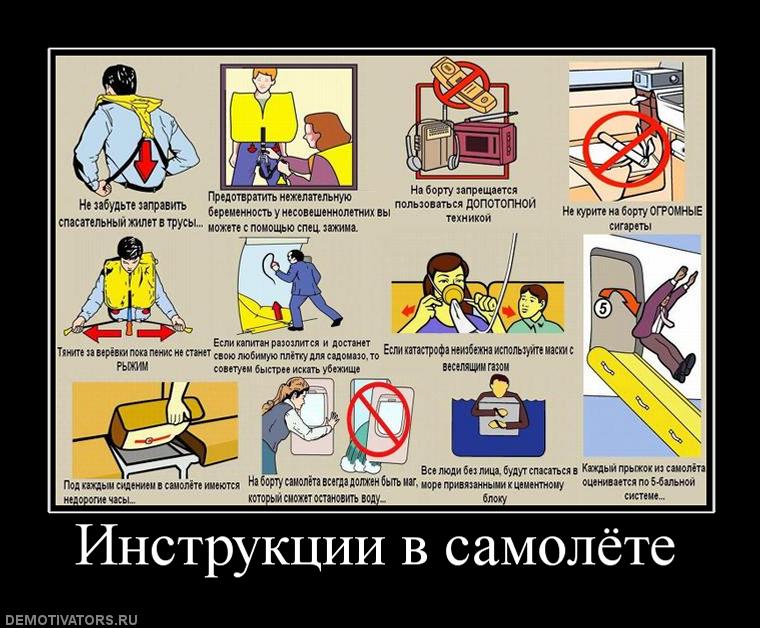 Не забудьте заправить
спасательный жилет в трусы...
Предотвратить нежелательную
беременность у несовешеннолетних вы
можете с помощью спец. зажима.
На борту запрещается
пользоваться ДОПОТОПНОЙ
техникой
Не курите на борту ОГРОМНЫЕ
сигареты
Тяните за верёвки пока пенис не станет
РЫЖИМ
Если капитан разозлится и достанет
свою любимую плётку для садомазо, то
советуем быстрее искать убежище
Если катастрофа неизбежна используйте маски с
веселящим газом
5
Под каждым сидением в самолёте имеются
недорогие часы...
На борту самолёта всегда должен быть маг,
который сможет остановить воду...
Все люди без лица, будут спасаться в
море привязанными к цементному
блоку
Каждый прыжок из самолёта
оценивается по 5-бальной
системе...
Инструкции в самолёте
DEMOTIVATORS.RU